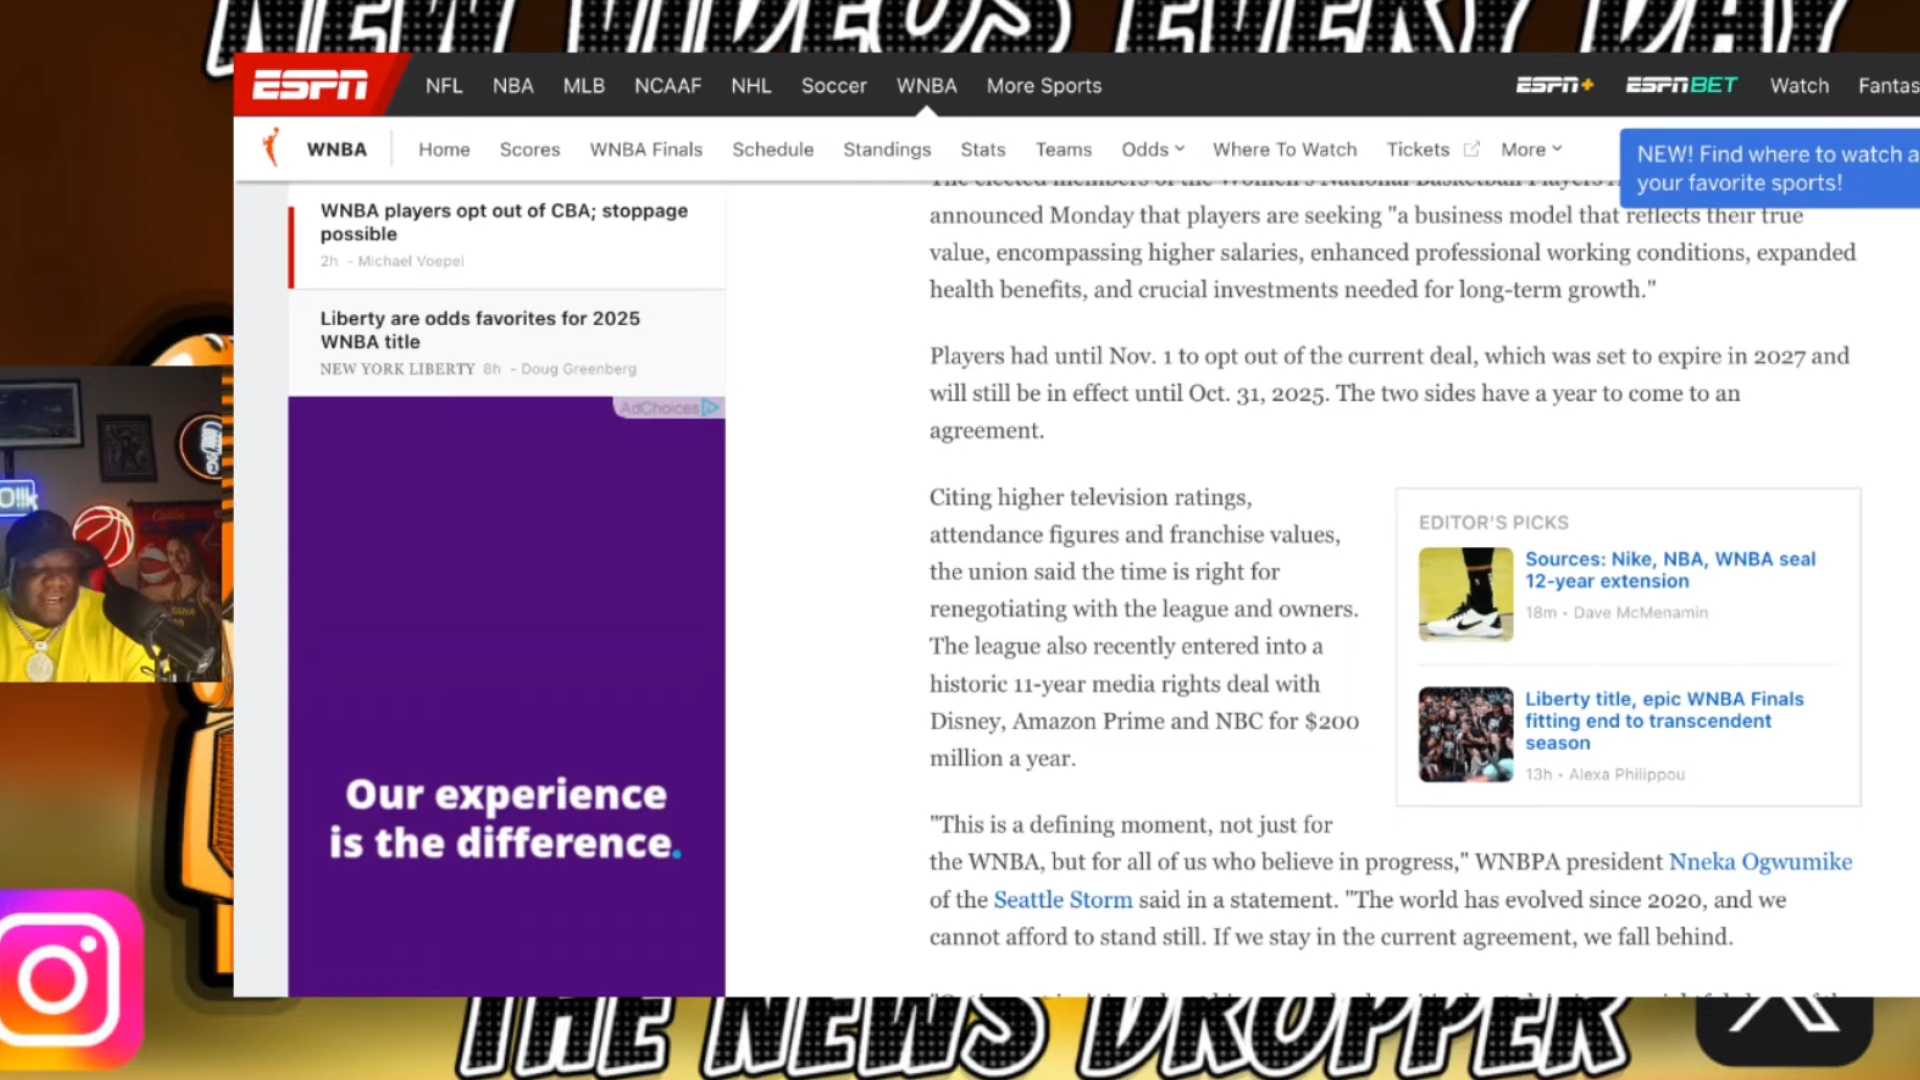 NEW VIDEOS EVERY DAY
ESPN NFL NBA MLB NCAAF NHL Soccer WNBA More Sports ESPN+ ESPN BET Watch Fantas
WNBA Home Scores WNBA Finals Schedule Standings Stats Teams Odds Where To Watch Tickets More
NEW! Find where to watch a
your favorite sports!
WNBA players opt out of CBA; stoppage
possible
2h - Michael Voepel
Liberty are odds favorites for 2025
WNBA title
NEW YORK LIBERTY 8h - Doug Greenberg
AdChoices
Our experience
is the difference.
The elected members of the Women's National Basketball Players
announced Monday that players are seeking "a business model that reflects their true
value, encompassing higher salaries, enhanced professional working conditions, expanded
health benefits, and crucial investments needed for long-term growth."
Players had until Nov. 1 to opt out of the current deal, which was set to expire in 2027 and
will still be in effect until Oct. 31, 2025. The two sides have a year to come to an
agreement.
Citing higher television ratings,
attendance figures and franchise values,
the union said the time is right for
renegotiating with the league and owners.
The league also recently entered into a
historic 11-year media rights deal with
Disney, Amazon Prime and NBC for $200
million a year.
EDITOR'S PICKS
Sources: Nike, NBA, WNBA seal
12-year extension
18m • Dave McMenamin
Liberty title, epic WNBA Finals
fitting end to transcendent
season
13h • Alexa Philippou
"This is a defining moment, not just for
the WNBA, but for all of us who believe in progress," WNBPA president Nneka Ogwumike
of the Seattle Storm said in a statement. "The world has evolved since 2020, and we
cannot afford to stand still. If we stay in the current agreement, we fall behind.
THE NEWS DROPPER